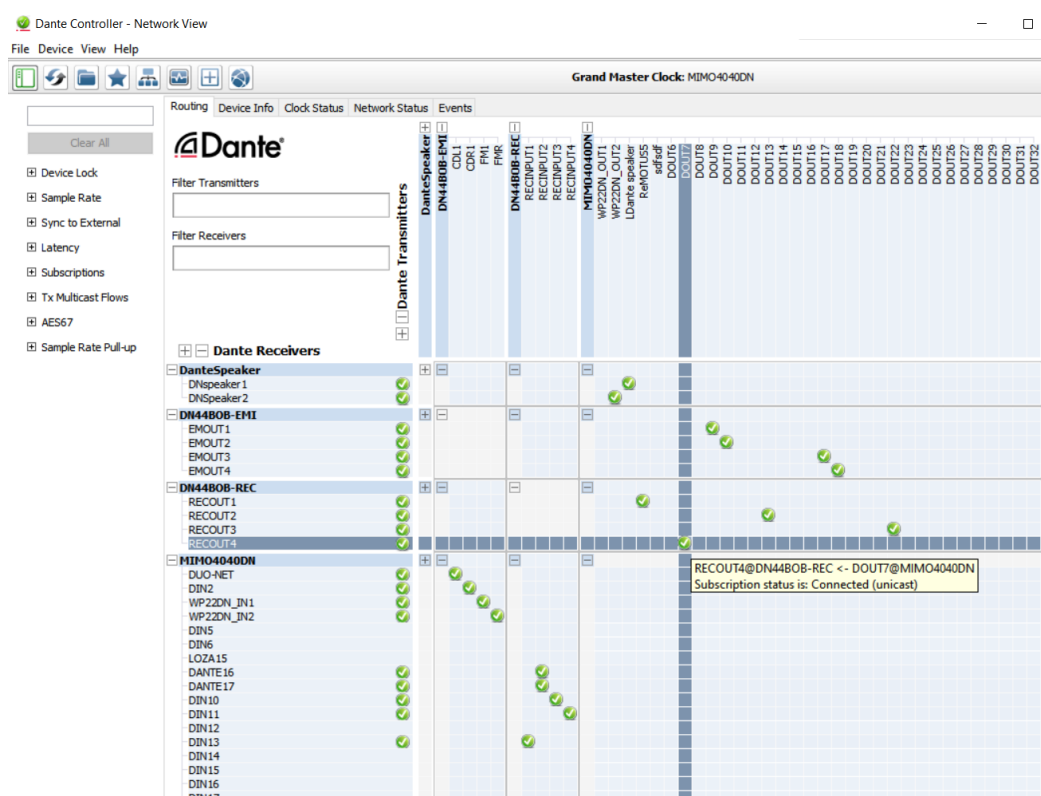 Dante Controller - Network View
File Device View Help
Grand Master Clock: MIMO4040DN
Routing Device Info Clock Status Network Status Events
Clear All
Device Lock
Sample Rate
Sync to External
Latency
Subscriptions
Tx Multicast Flows
AES67
Sample Rate Pull-up
Dante
Filter Transmitters
Filter Receivers
Dante Receivers
Dante Transmitters
DanteSpeaker
DN44BOB-EMI
CDL1
CDR1
FM1
FMR
DN44BOB-REC
RECINPUT1
RECINPUT2
RECINPUT3
RECINPUT4
MIMO4040DN
WP22DN_OUT1
WP22DN_OUT2
LDante speaker
ReMOTUS5
sdfsdf
DOUT6
DOUT7
DOUT8
DOUT9
DOUT10
DOUT11
DOUT12
DOUT13
DOUT14
DOUT15
DOUT16
DOUT17
DOUT18
DOUT19
DOUT20
DOUT21
DOUT22
DOUT23
DOUT24
DOUT25
DOUT26
DOUT27
DOUT28
DOUT29
DOUT30
DOUT31
DOUT32
DanteSpeaker
DNspeaker1
DNSpeaker2
DN44BOB-EMI
EMOUT1
EMOUT2
EMOUT3
EMOUT4
DN44BOB-REC
RECOUT1
RECOUT2
RECOUT3
RECOUT4
RECOUT4@DN44BOB-REC <- DOUT7@MIMO4040DN
Subscription status is: Connected (unicast)
MIMO4040DN
DUO-NET
DIN2
WP22DN_IN1
WP22DN_IN2
DIN5
DIN6
LOZA15
DANTE16
DANTE17
DIN10
DIN11
DIN12
DIN13
DIN14
DIN15
DIN16